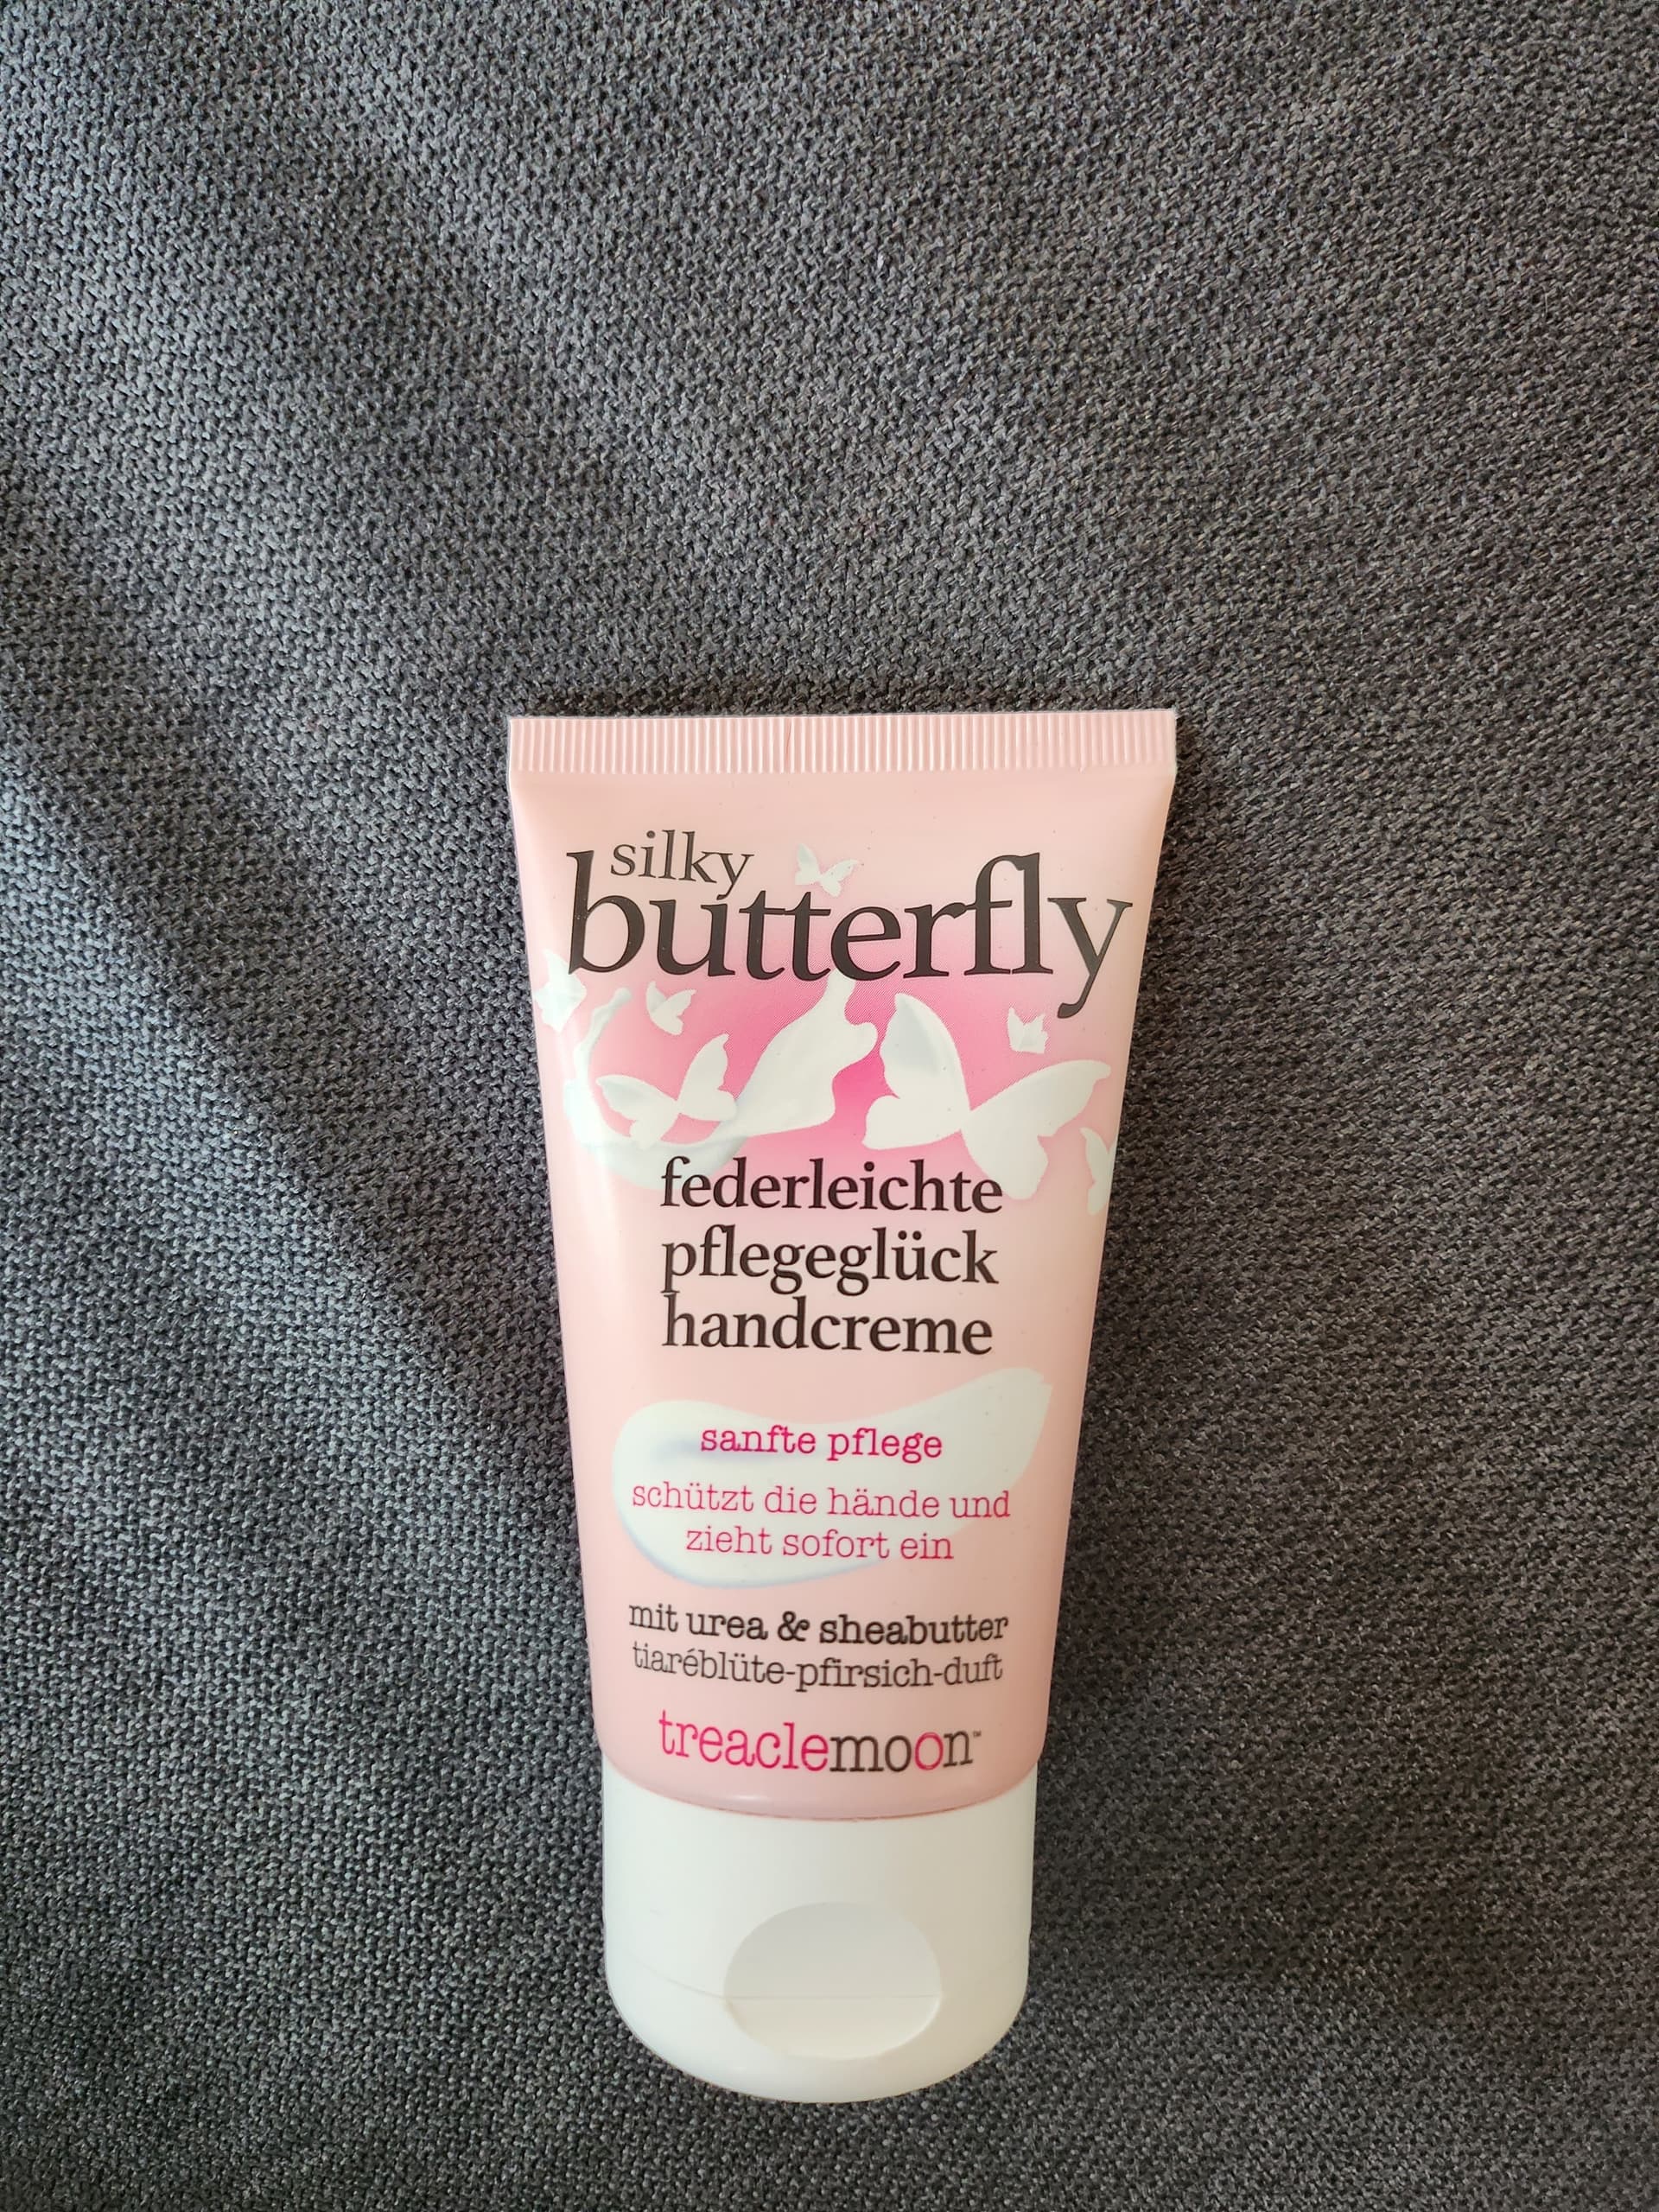 silky
butterfly
federleichte
pflegeglück
handcreme
sanfte pflege
schützt die hände und
zieht sofort ein
mit urea & sheabutter
tiaréblüte-pfirsich-duft
treaclemoon™